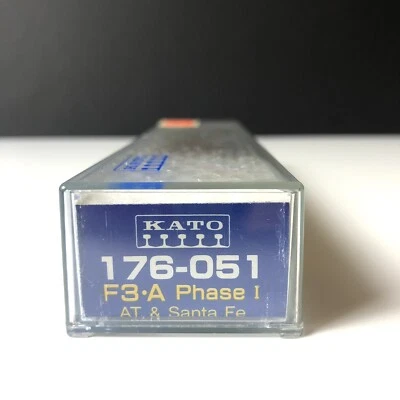 KATO
176-051
F3·A Phase I
AT & Santa Fe